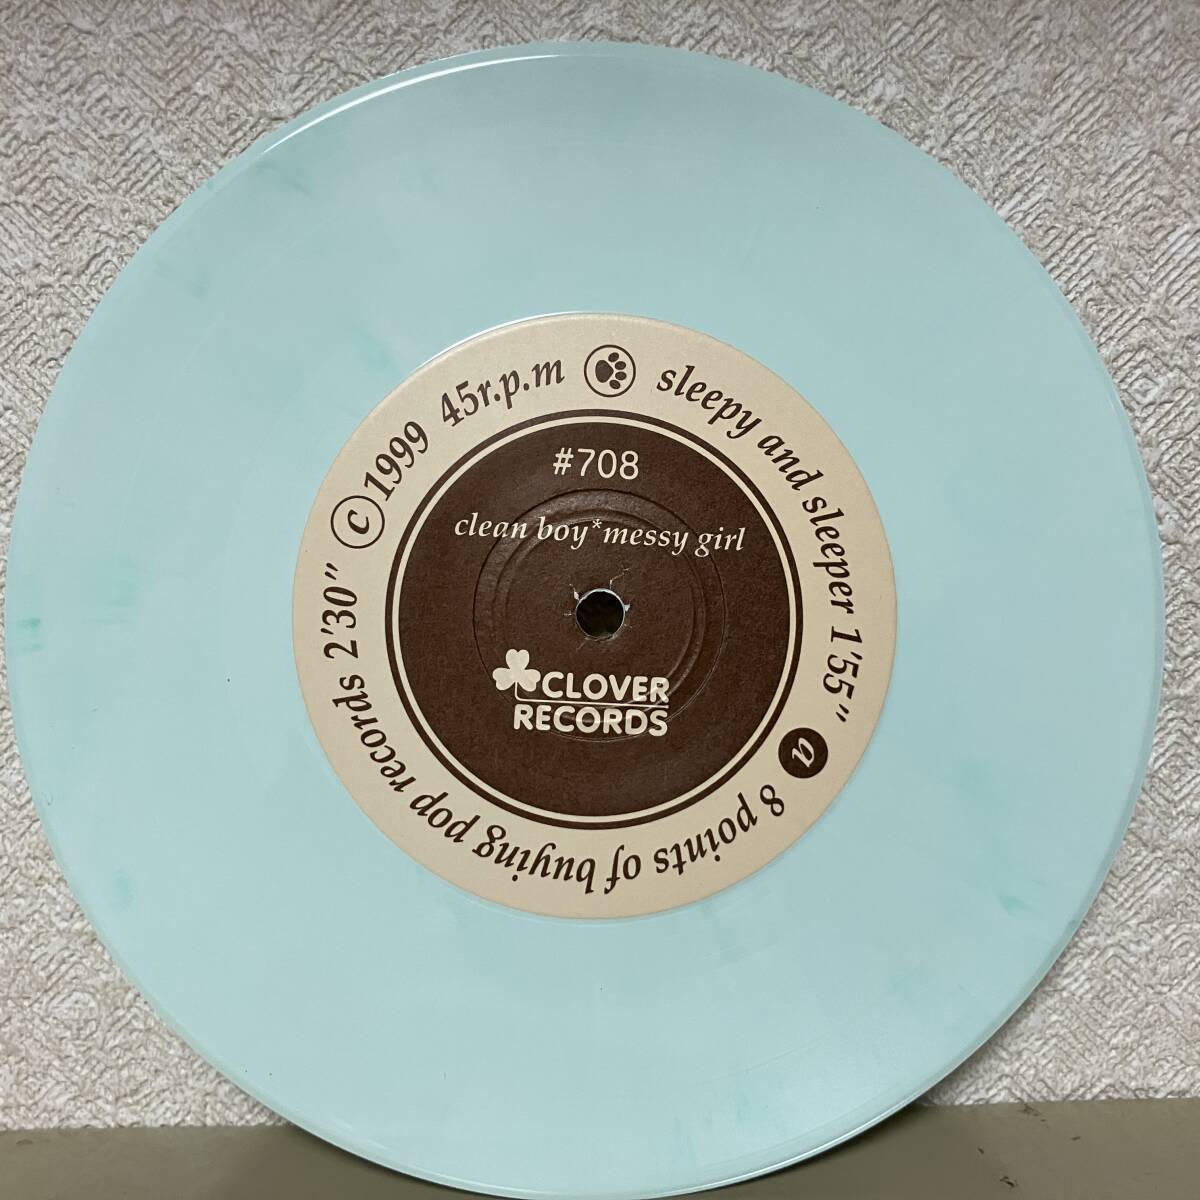 #708
clean boy*messy girl
CLOVER
RECORDS
sleepy and sleeper 1'55"
a
8 points of buying pop records 2'30"
©1999 45r.p.m